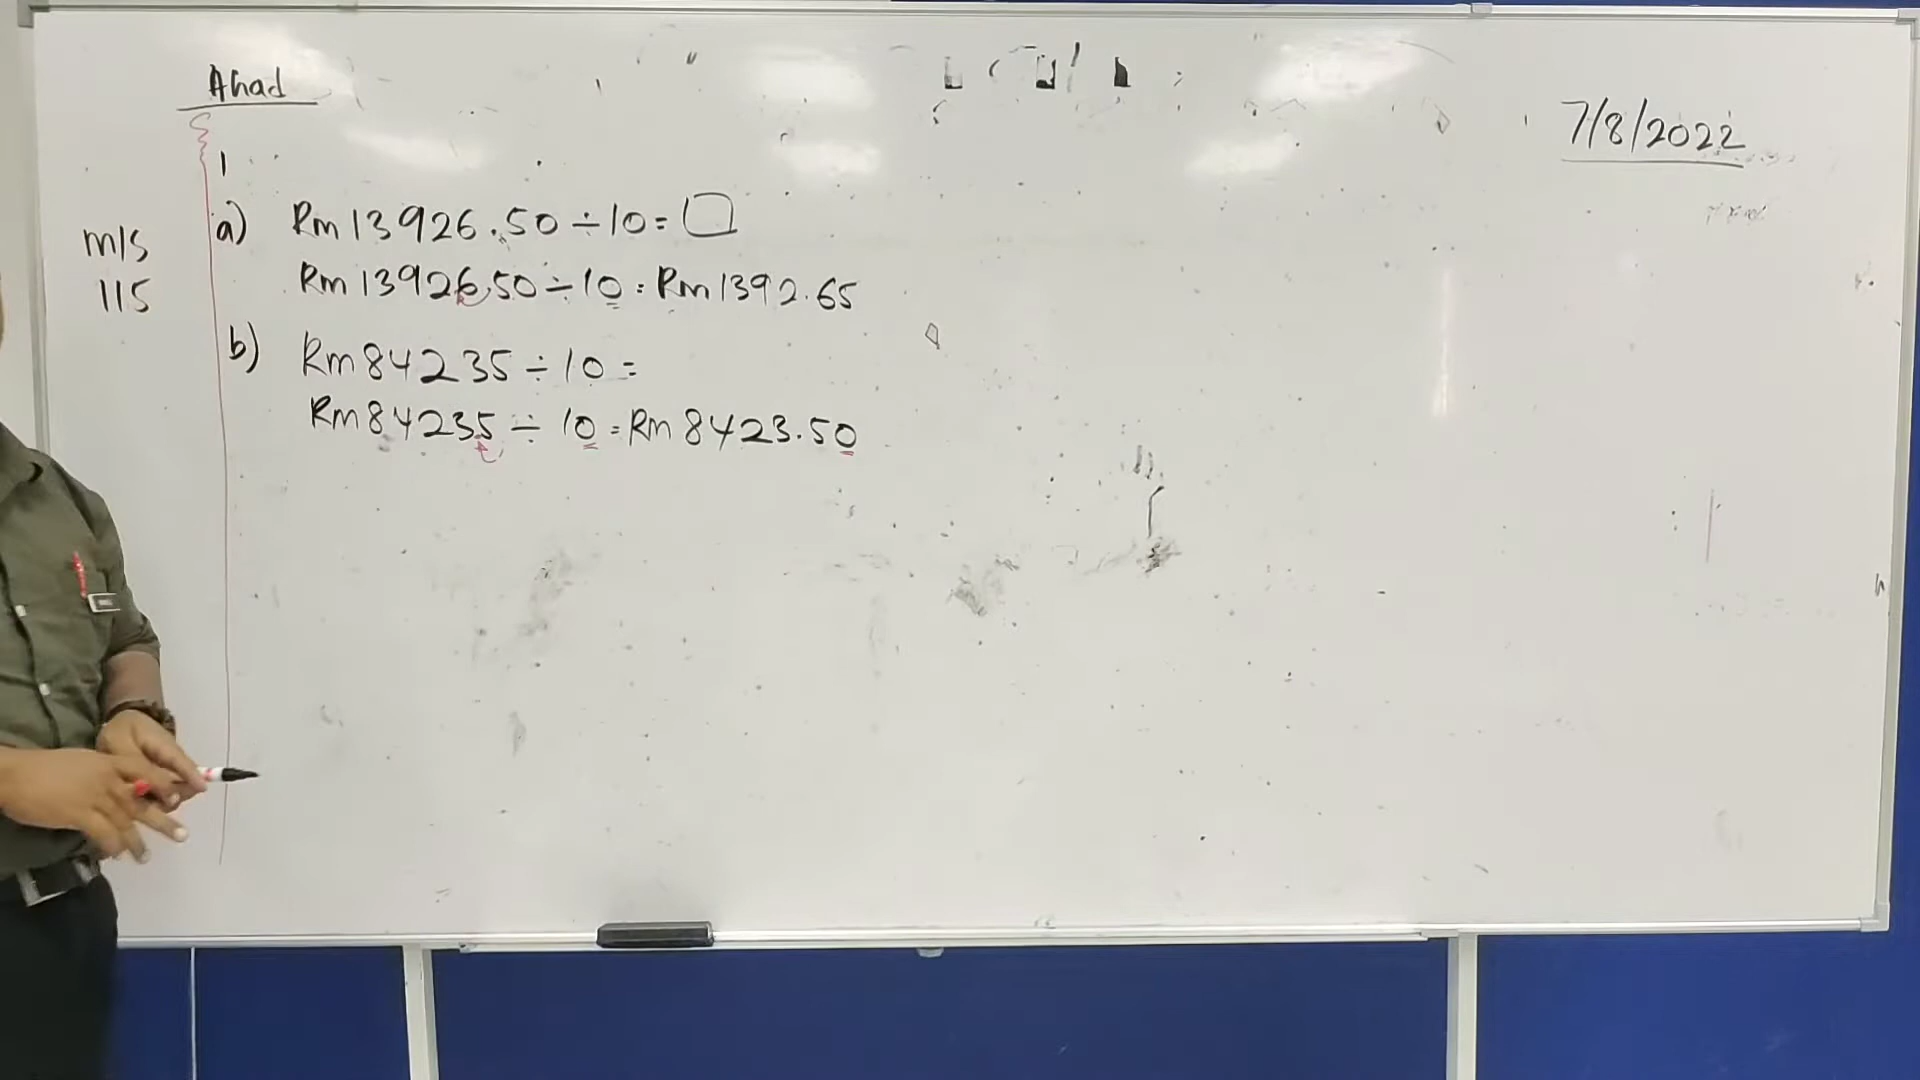 Ahad
7/8/2022
1
m/s
115
a) Rm 13926.50 ÷ 10 = □
Rm 13926.50 ÷ 10 = Rm 1392.65
b) Rm 84235 ÷ 10 =
Rm 84235 ÷ 10 = Rm 8423.50